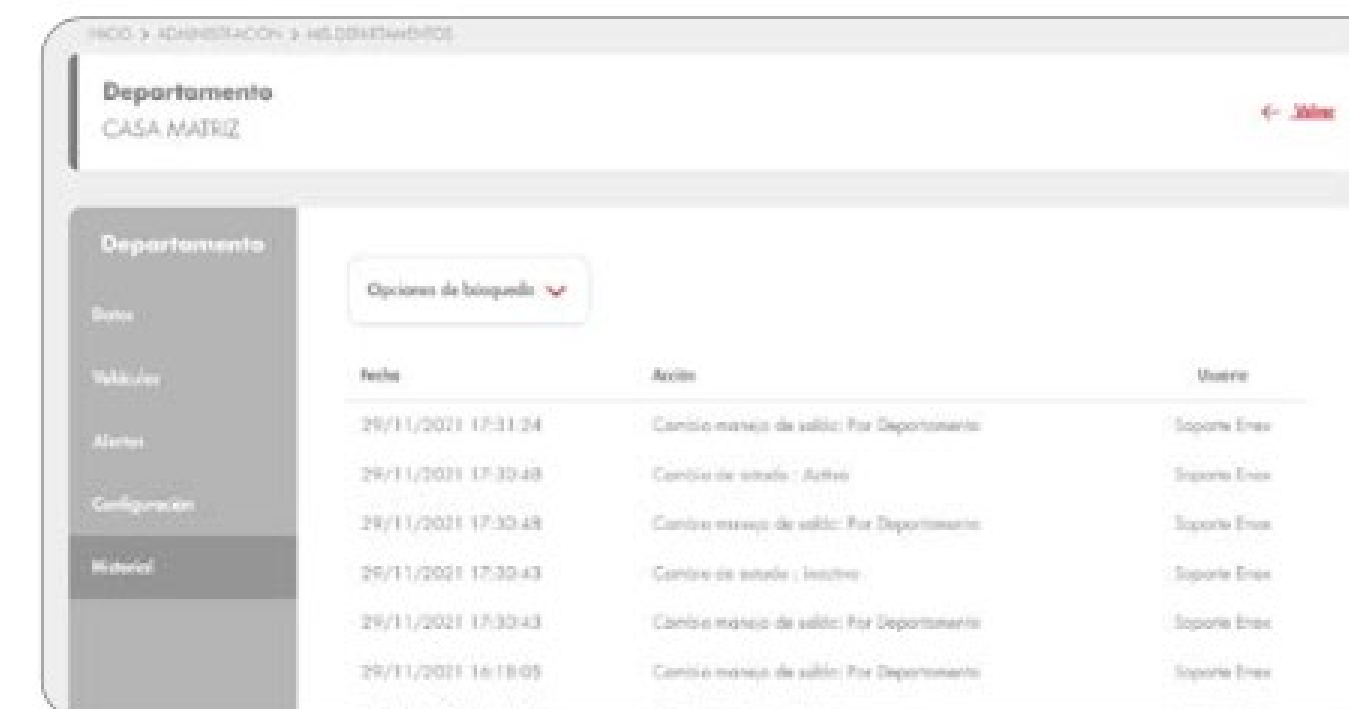 INICIO > ADMINISTRACIÓN > MIS DEPARTAMENTOS
Departamento
CASA MATRIZ
← Volver
Departamento
Datos
Vehículos
Alertas
Configuración
Historial
Opciones de búsqueda
Fecha Acción Usuario
29/11/2021 17:31:24 Cambio manejo de saldo: Por Departamento Soporte Enex
29/11/2021 17:30:48 Cambio de estado : Activo Soporte Enex
29/11/2021 17:30:48 Cambio manejo de saldo: Por Departamento Soporte Enex
29/11/2021 17:30:43 Cambio de estado : Inactivo Soporte Enex
29/11/2021 17:30:43 Cambio manejo de saldo: Por Departamento Soporte Enex
29/11/2021 16:18:05 Cambio manejo de saldo: Por Departamento Soporte Enex